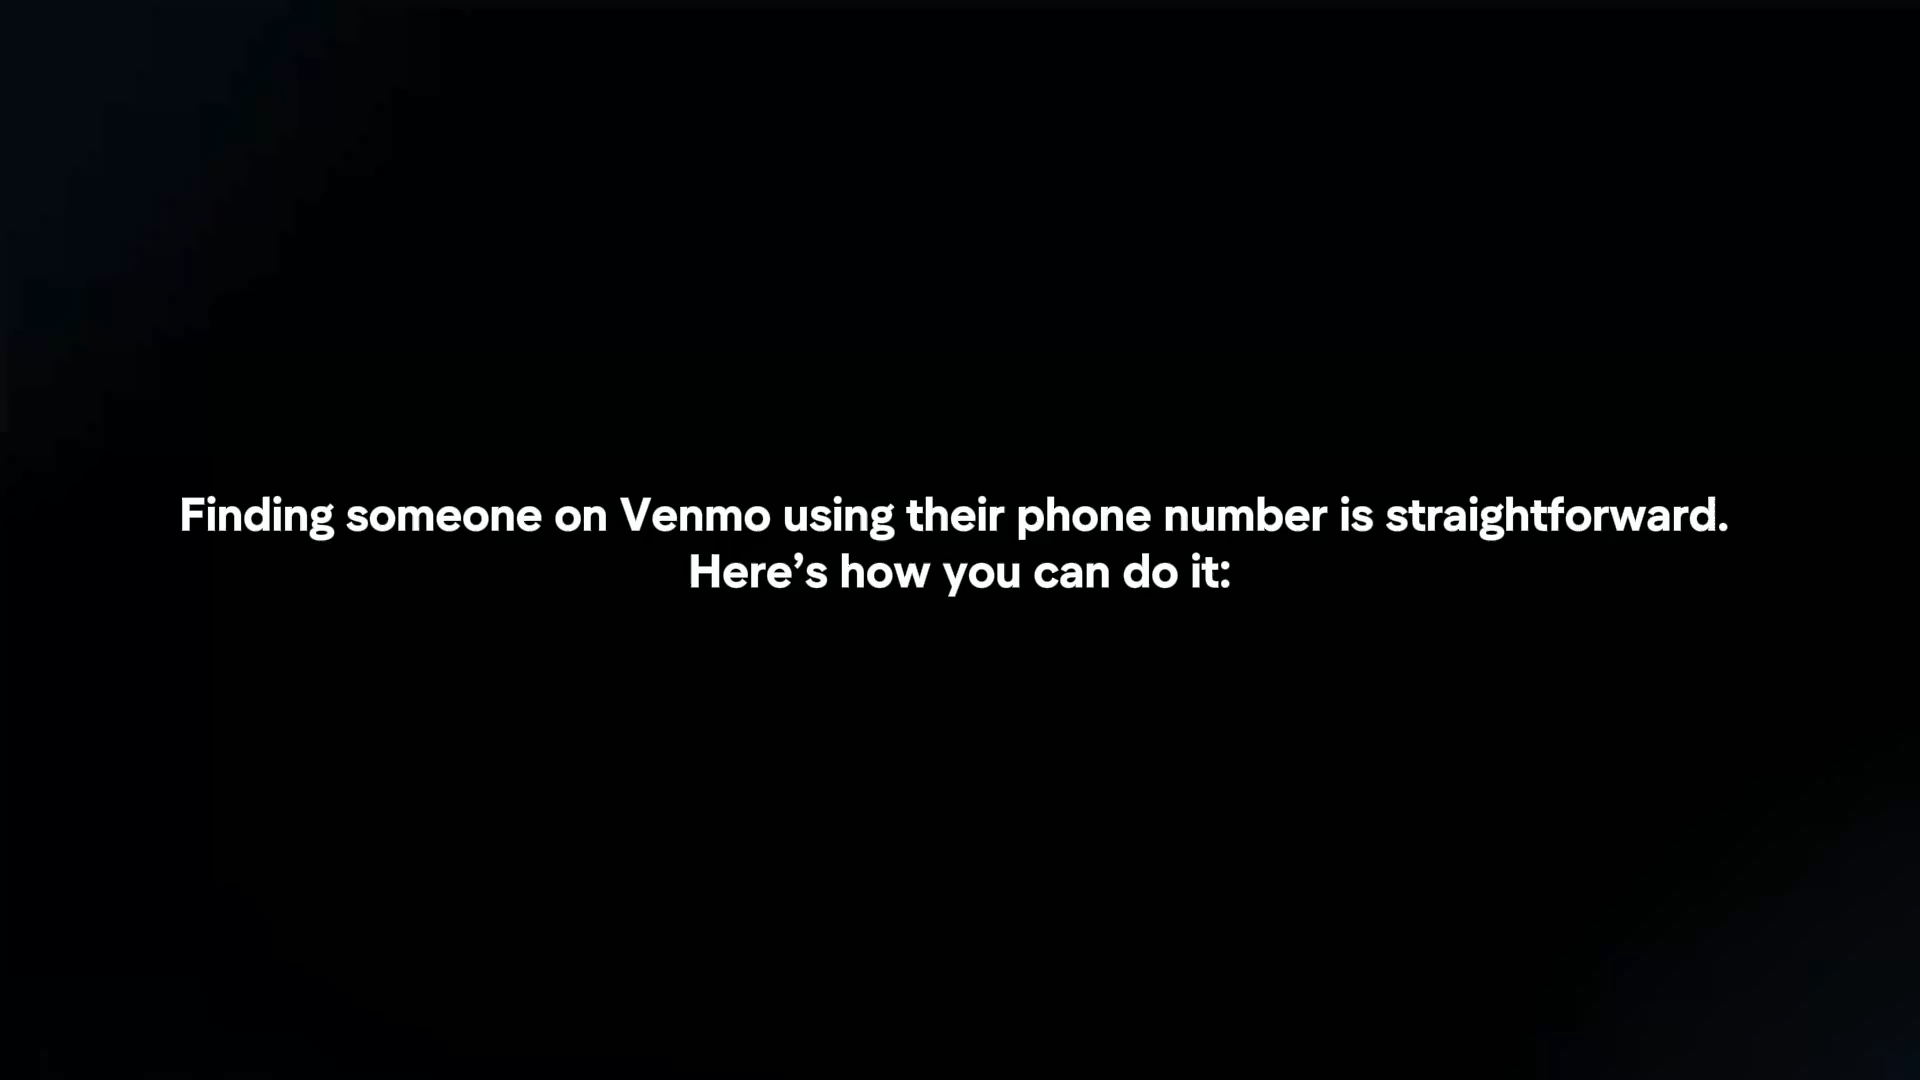 Finding someone on Venmo using their phone number is straightforward.
Here’s how you can do it: